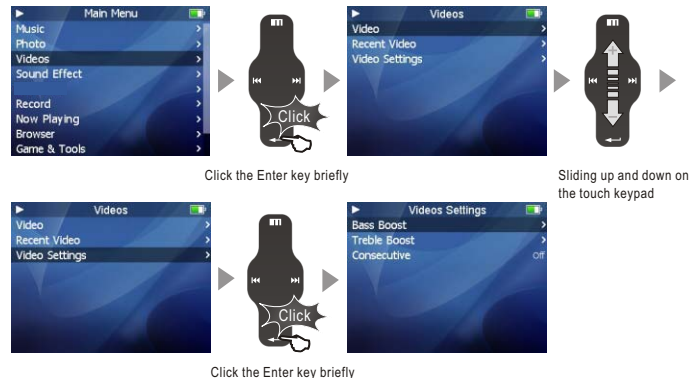 Main Menu
Music
Photo
Videos
Sound Effect
Record
Now Playing
Browser
Game & Tools
Click
Click the Enter key briefly
Videos
Video
Recent Video
Video Settings
Sliding up and down on
the touch keypad
Videos
Video
Recent Video
Video Settings
Click
Click the Enter key briefly
Videos Settings
Bass Boost
Treble Boost
Consecutive Off